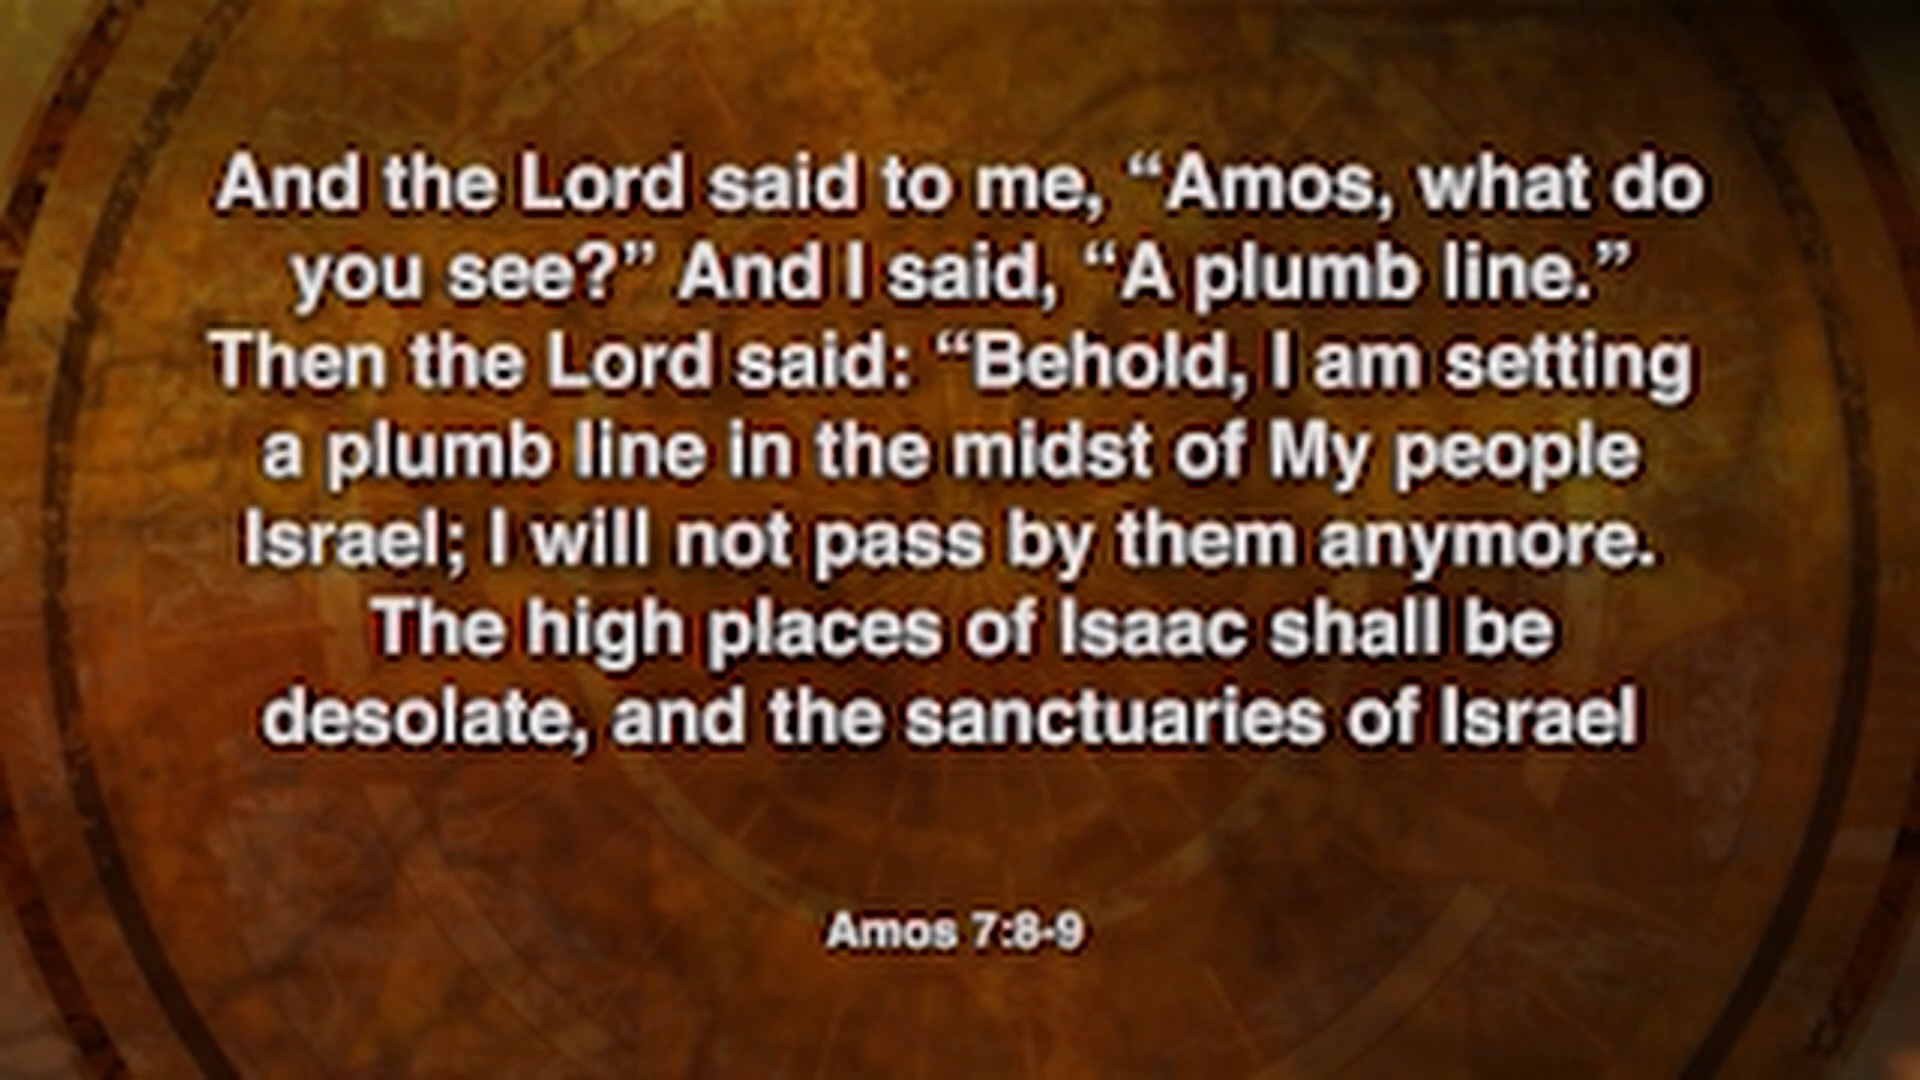 And the Lord said to me, “Amos, what do
you see?” And I said, “A plumb line.”
Then the Lord said: “Behold, I am setting
a plumb line in the midst of My people
Israel; I will not pass by them anymore.
The high places of Isaac shall be
desolate, and the sanctuaries of Israel
Amos 7:8-9